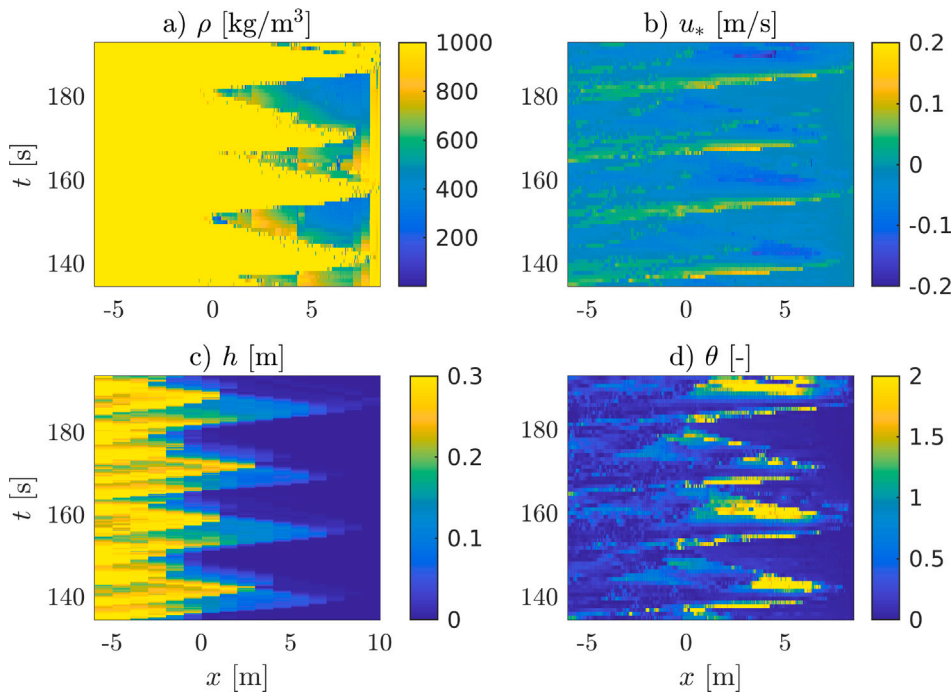 a) ρ [kg/m³]
b) u* [m/s]
1000
800
600
400
200
0.2
0.1
0
-0.1
-0.2
t [s]
180
160
140
180
160
140
-5 0 5
-5 0 5
c) h [m]
d) θ [-]
0.3
0.2
0.1
0
2
1.5
1
0.5
0
t [s]
180
160
140
180
160
140
-5 0 5 10
-5 0 5
x [m]
x [m]